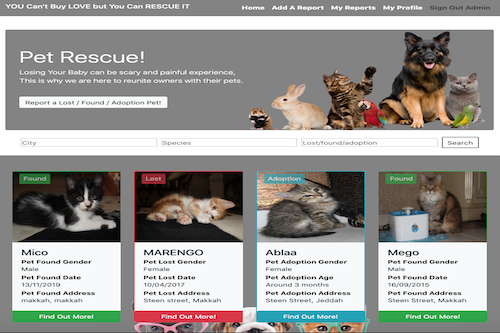 YOU Can't Buy LOVE but You Can RESCUE IT
Home Add A Report My Reports My Profile Sign Out Admin
Pet Rescue!
Losing Your Baby can be scary and painful experience,
This is why we are here to reunite owners with their pets.
Report a Lost / Found / Adoption Pet!
City Species Lost/found/adoption Search
Found
Mico
Pet Found Gender
Male
Pet Found Date
13/11/2019
Pet Found Address
makkah, makkah
Find Out More!
Lost
MARENGO
Pet Lost Gender
Female
Pet Lost Date
10/04/2017
Pet Lost Address
Steen street, Makkah
Find Out More!
Adoption
Ablaa
Pet Adoption Gender
Female
Pet Adoption Age
Around 3 months
Pet Adoption Address
Steen Street, Jeddah
Find Out More!
Found
Mego
Pet Found Gender
Male
Pet Found Date
16/09/2015
Pet Found Address
Steen Street, Makkah
Find Out More!